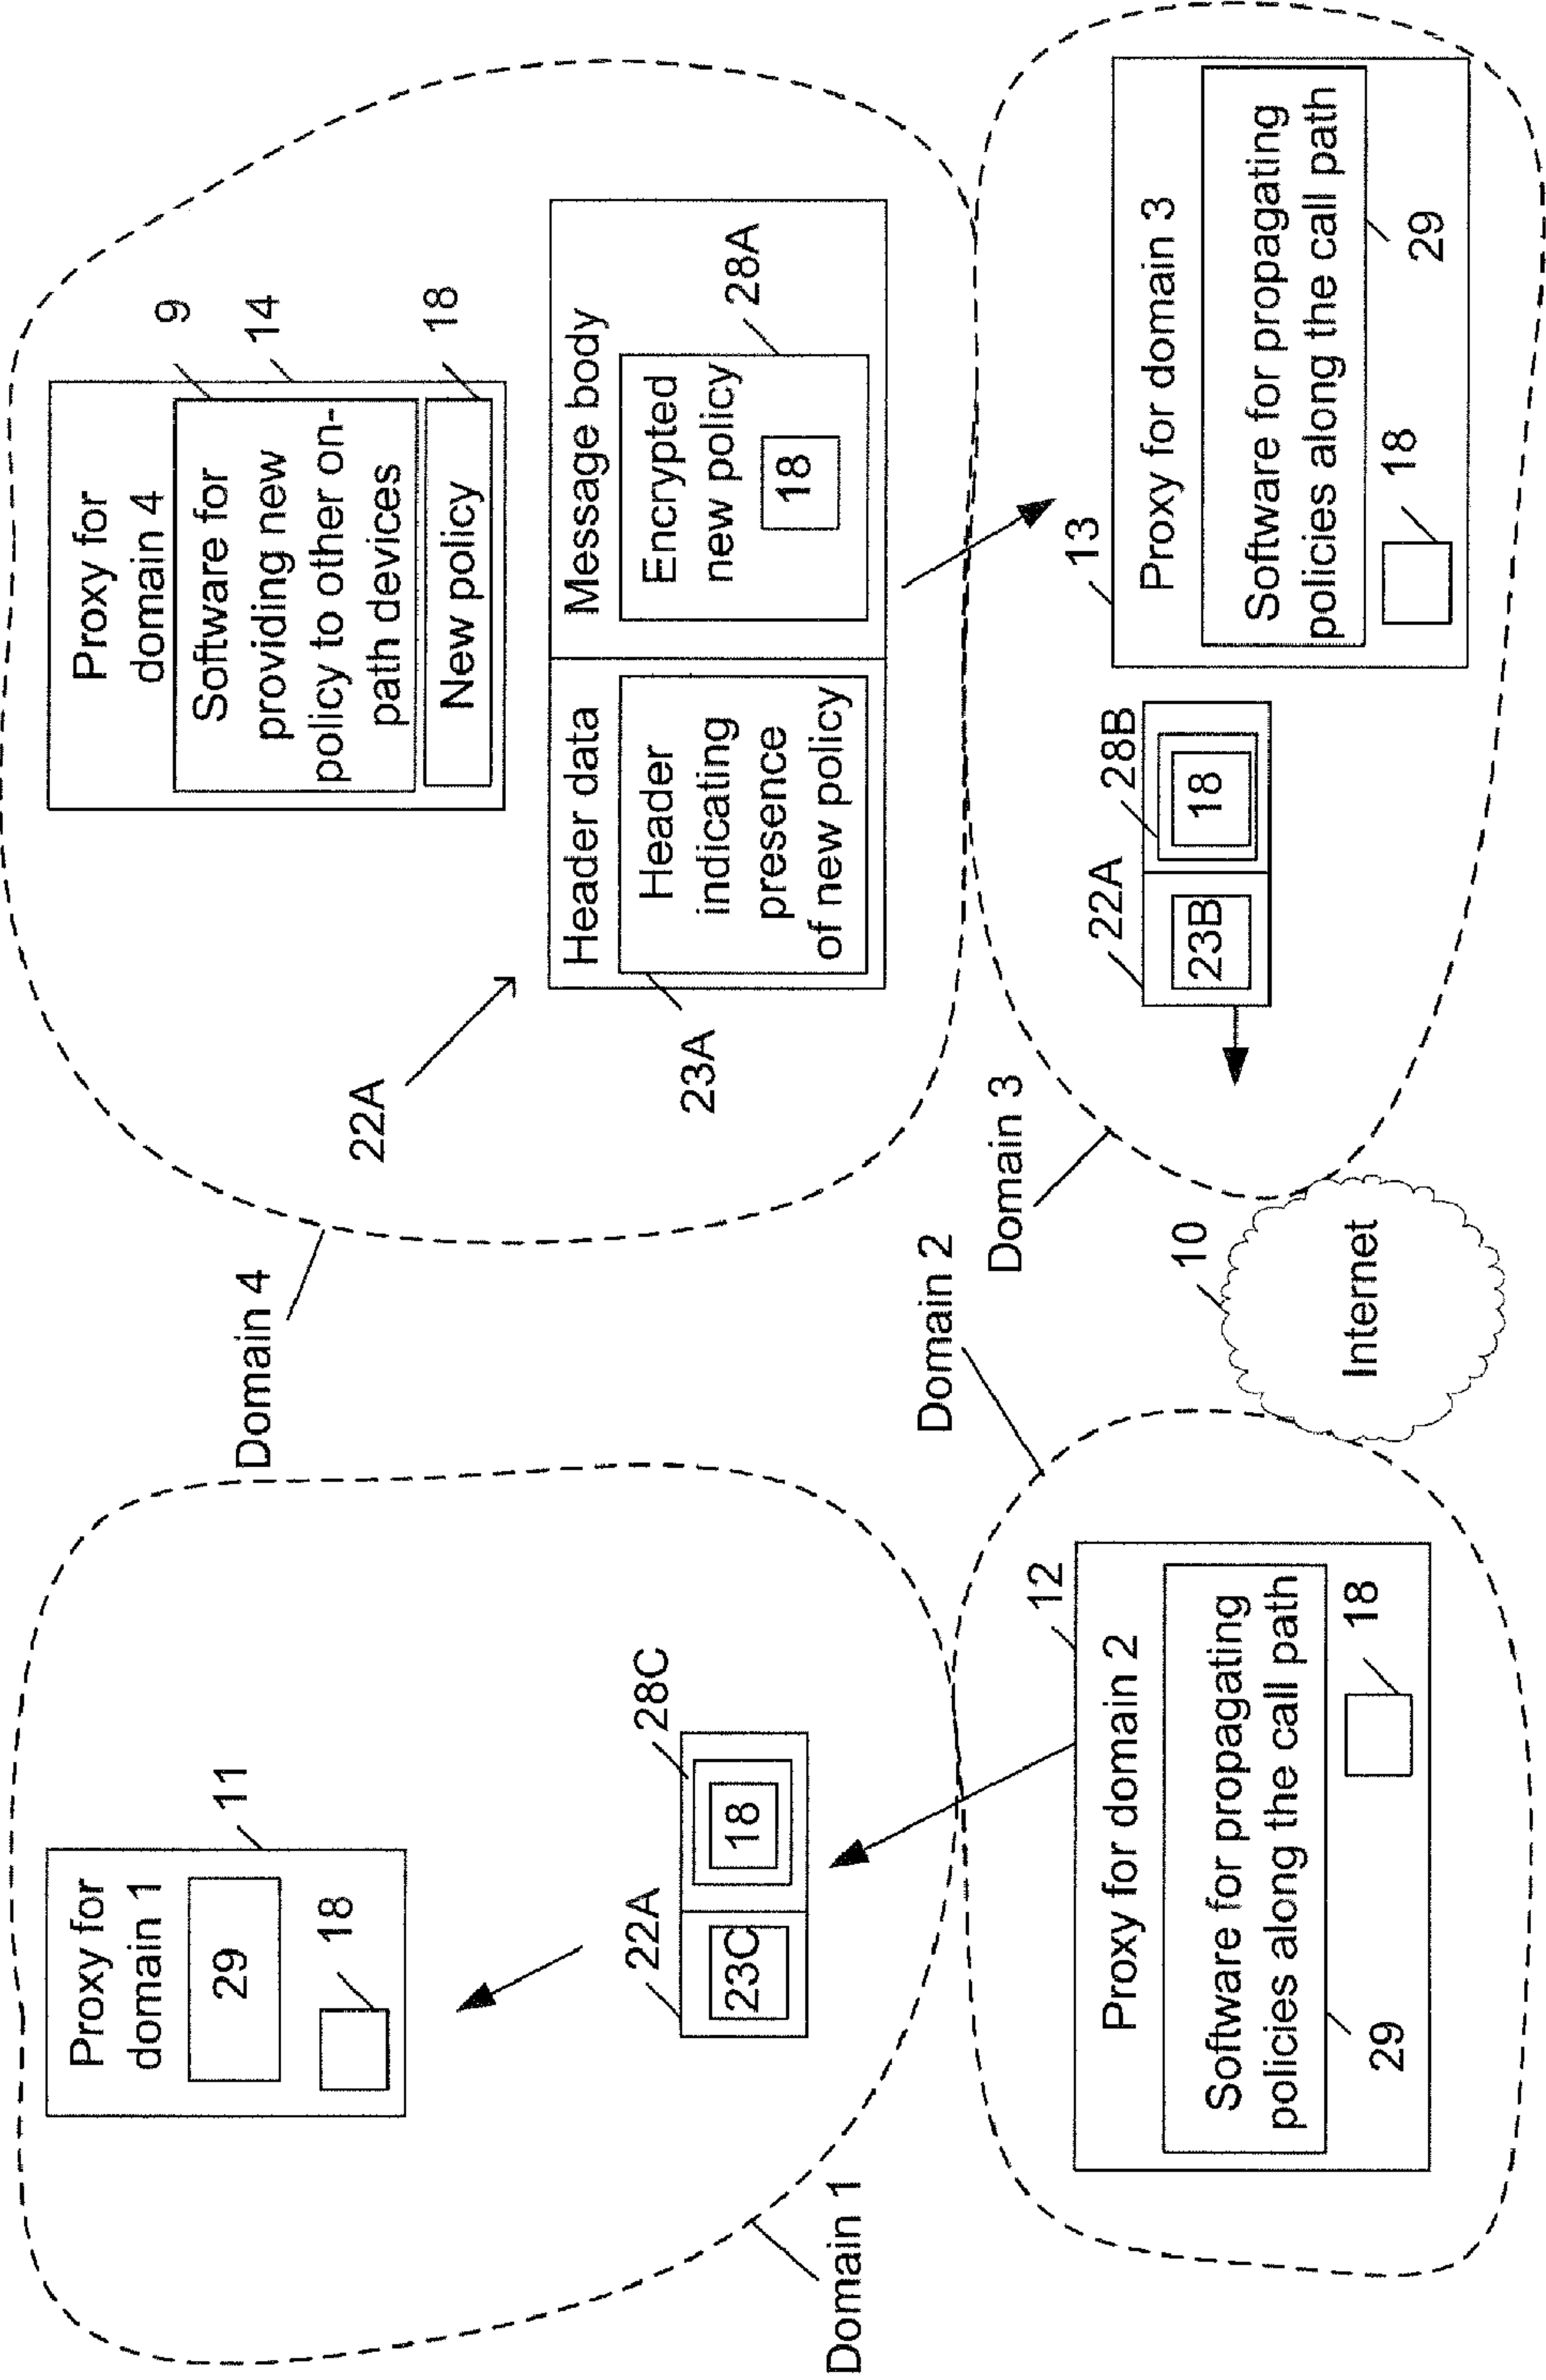 Proxy for
domain 1
29
18
11
22A
28C
23C
18
Domain 1
Domain 4
22A
Proxy for
domain 4
Software for
providing new
policy to other on-
path devices
New policy
9
14
18
Header data
Message body
Header
indicating
presence
of new policy
Encrypted
new policy
18
23A
28A
Domain 2
Domain 3
12
Proxy for domain 2
Software for propagating
policies along the call path
29
18
10
Internet
22A
28B
23B
18
13
Proxy for domain 3
Software for propagating
policies along the call path
18
29